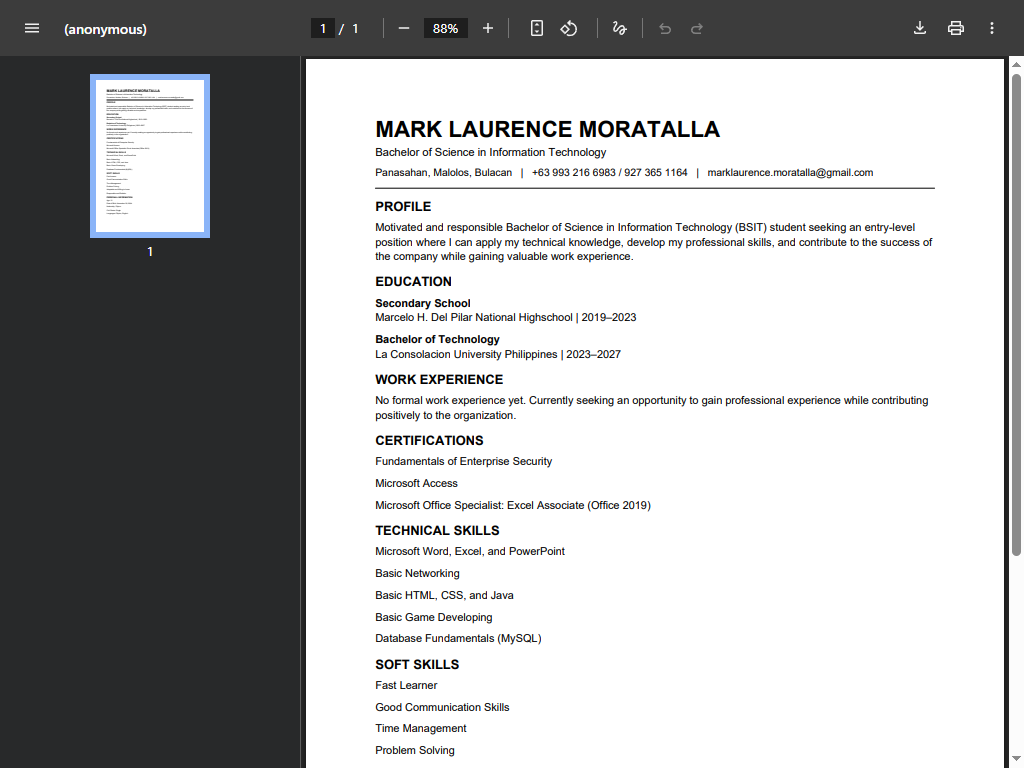 (anonymous)
1 / 1
88%
1
MARK LAURENCE MORATALLA
Bachelor of Science in Information Technology
Panasahan, Malolos, Bulacan | +63 993 216 6983 / 927 365 1164 | marklaurence.moratalla@gmail.com
PROFILE
Motivated and responsible Bachelor of Science in Information Technology (BSIT) student seeking an entry-level
position where I can apply my technical knowledge, develop my professional skills, and contribute to the success of
the company while gaining valuable work experience.
EDUCATION
Secondary School
Marcelo H. Del Pilar National Highschool | 2019–2023
Bachelor of Technology
La Consolacion University Philippines | 2023–2027
WORK EXPERIENCE
No formal work experience yet. Currently seeking an opportunity to gain professional experience while contributing
positively to the organization.
CERTIFICATIONS
Fundamentals of Enterprise Security
Microsoft Access
Microsoft Office Specialist: Excel Associate (Office 2019)
TECHNICAL SKILLS
Microsoft Word, Excel, and PowerPoint
Basic Networking
Basic HTML, CSS, and Java
Basic Game Developing
Database Fundamentals (MySQL)
SOFT SKILLS
Fast Learner
Good Communication Skills
Time Management
Problem Solving